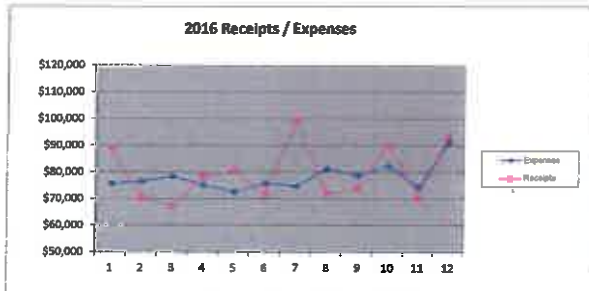 2016 Receipts / Expenses
$120,000
$110,000
$100,000
$90,000
$80,000
$70,000
$60,000
$50,000
1 2 3 4 5 6 7 8 9 10 11 12
Expenses
Receipts